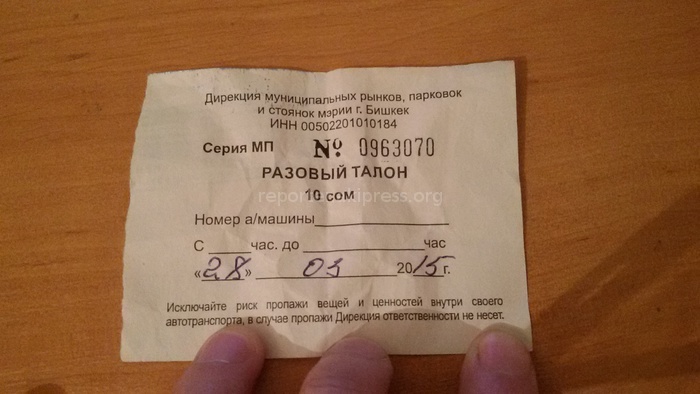 Дирекция муниципальных рынков, парковок
и стоянок мэрии г. Бишкек
ИНН 00502201010184
Серия МП № 0963070
РАЗОВЫЙ ТАЛОН
10 сом
Номер а/машины
С час. до час
«28» 03 2015 г.
Исключайте риск пропажи вещей и ценностей внутри своего
автотранспорта, в случае пропажи Дирекция ответственности не несет.